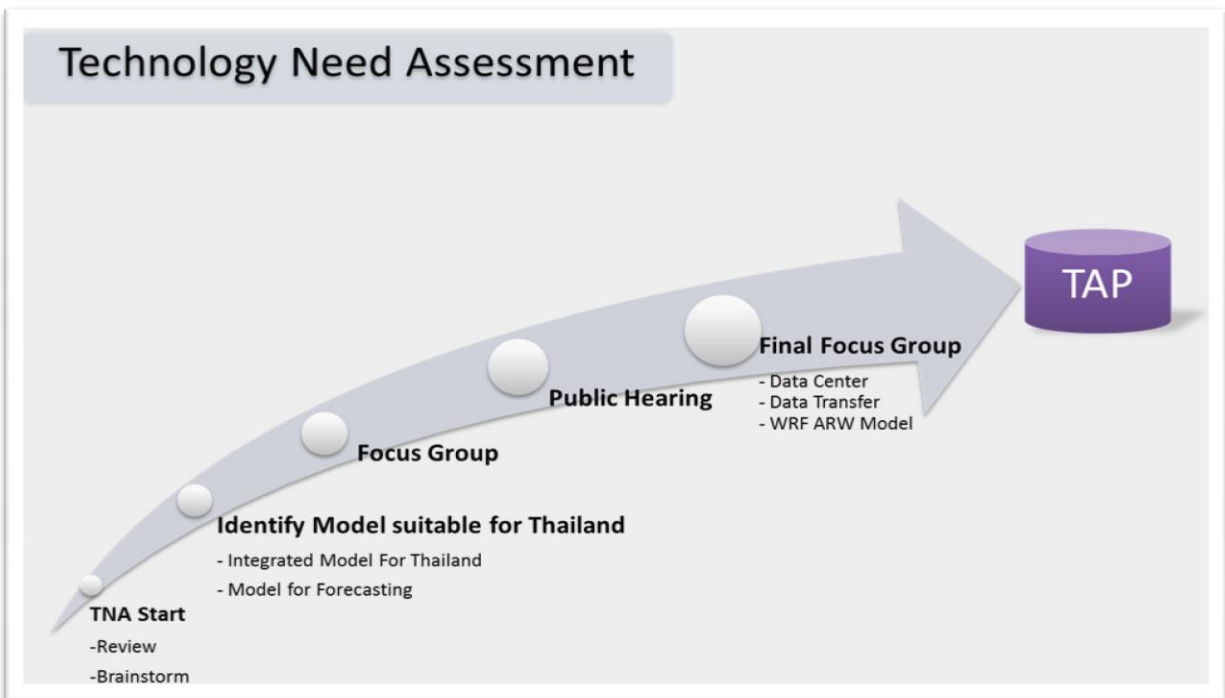 Technology Need Assessment
TAP
Final Focus Group
- Data Center
- Data Transfer
- WRF ARW Model
Public Hearing
Focus Group
Identify Model suitable for Thailand
- Integrated Model For Thailand
- Model for Forecasting
TNA Start
-Review
-Brainstorm